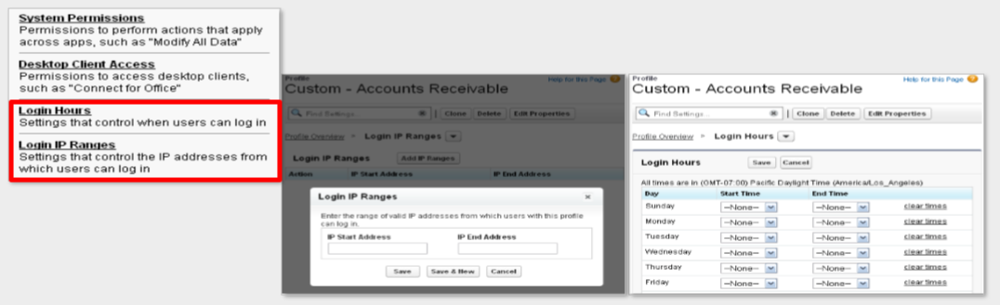 System Permissions
Permissions to perform actions that apply
across apps, such as "Modify All Data"
Desktop Client Access
Permissions to access desktop clients,
such as "Connect for Office"
Login Hours
Settings that control when users can log in
Login IP Ranges
Settings that control the IP addresses from
which users can log in
Profile
Help for this Page ?
Custom - Accounts Receivable
Find Settings... | Clone Delete Edit Properties
Profile Overview > Login IP Ranges
Login IP Ranges Add IP Ranges
Action IP Start Address IP End Address
Login IP Ranges ×
Enter the range of valid IP addresses from which users with this profile
can log in.
IP Start Address IP End Address
Save Save & New Cancel
Profile
Help for this Page ?
Custom - Accounts Receivable
Find Settings... | Clone Delete Edit Properties
Profile Overview > Login Hours
Login Hours Save Cancel
All times are in (GMT-07:00) Pacific Daylight Time (America/Los_Angeles)
Day Start Time End Time
Sunday --None-- --None-- clear times
Monday --None-- --None-- clear times
Tuesday --None-- --None-- clear times
Wednesday --None-- --None-- clear times
Thursday --None-- --None-- clear times
Friday --None-- --None-- clear times